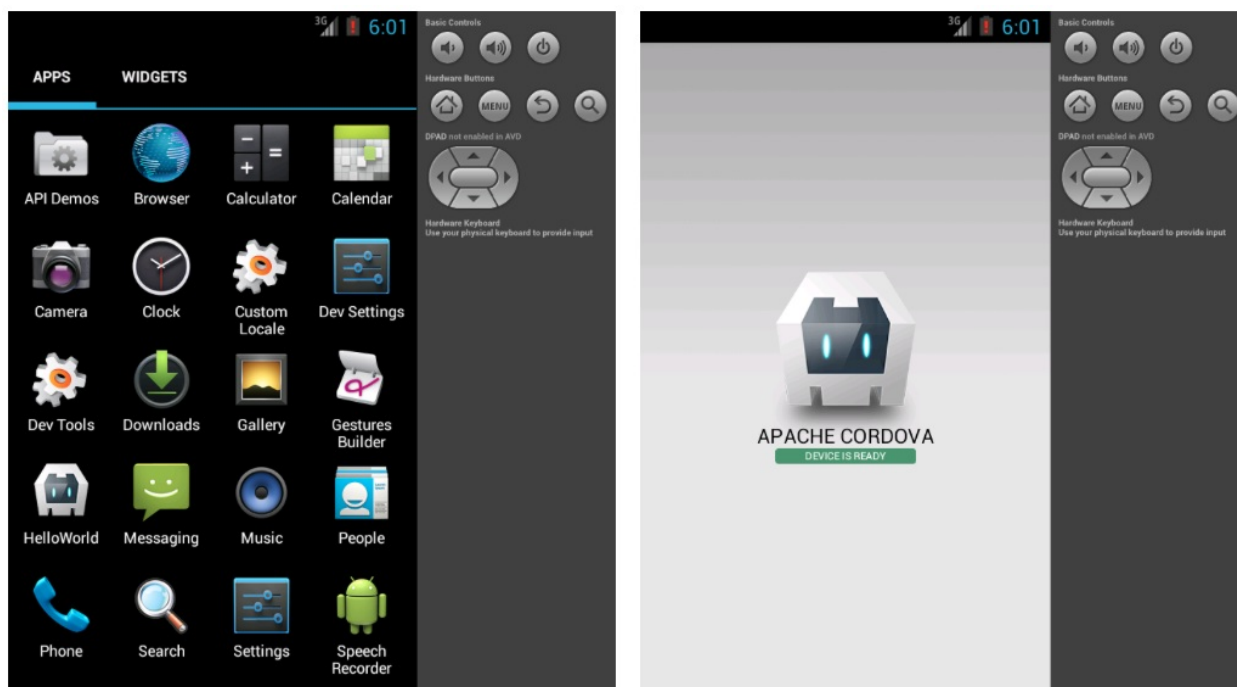 3G 6:01
APPS WIDGETS
API Demos Browser Calculator Calendar
Camera Clock Custom Locale Dev Settings
Dev Tools Downloads Gallery Gestures Builder
HelloWorld Messaging Music People
Phone Search Settings Speech Recorder
Basic Controls
Hardware Buttons
MENU
DPAD not enabled in AVD
Hardware Keyboard
Use your physical keyboard to provide input
3G 6:01
APACHE CORDOVA
DEVICE IS READY
Basic Controls
Hardware Buttons
MENU
DPAD not enabled in AVD
Hardware Keyboard
Use your physical keyboard to provide input